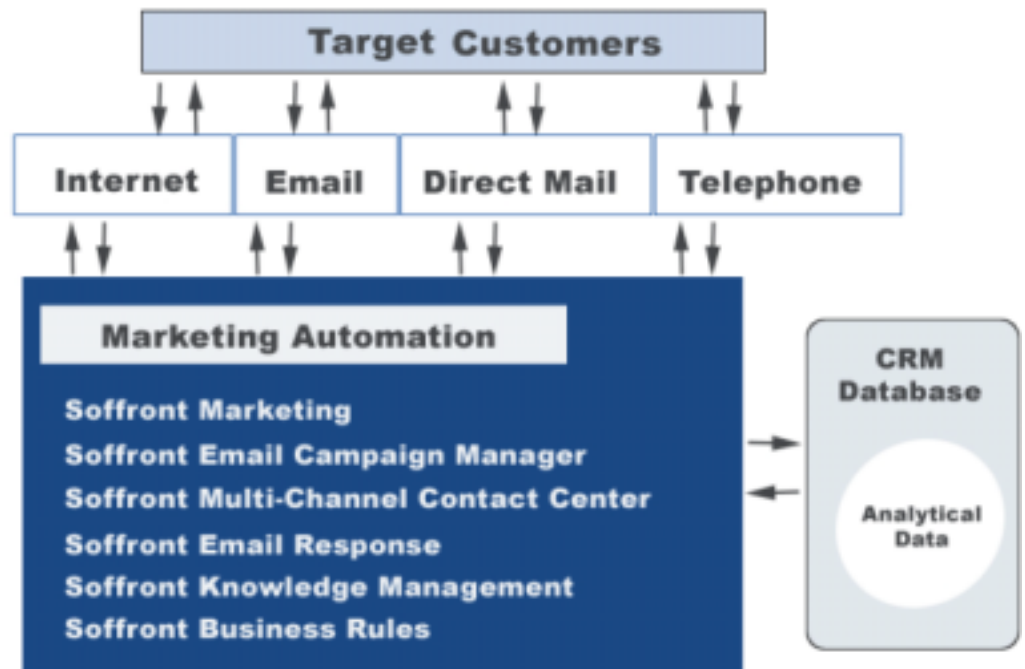 Target Customers
Internet
Email
Direct Mail
Telephone
Marketing Automation
Soffront Marketing
Soffront Email Campaign Manager
Soffront Multi-Channel Contact Center
Soffront Email Response
Soffront Knowledge Management
Soffront Business Rules
CRM
Database
Analytical
Data